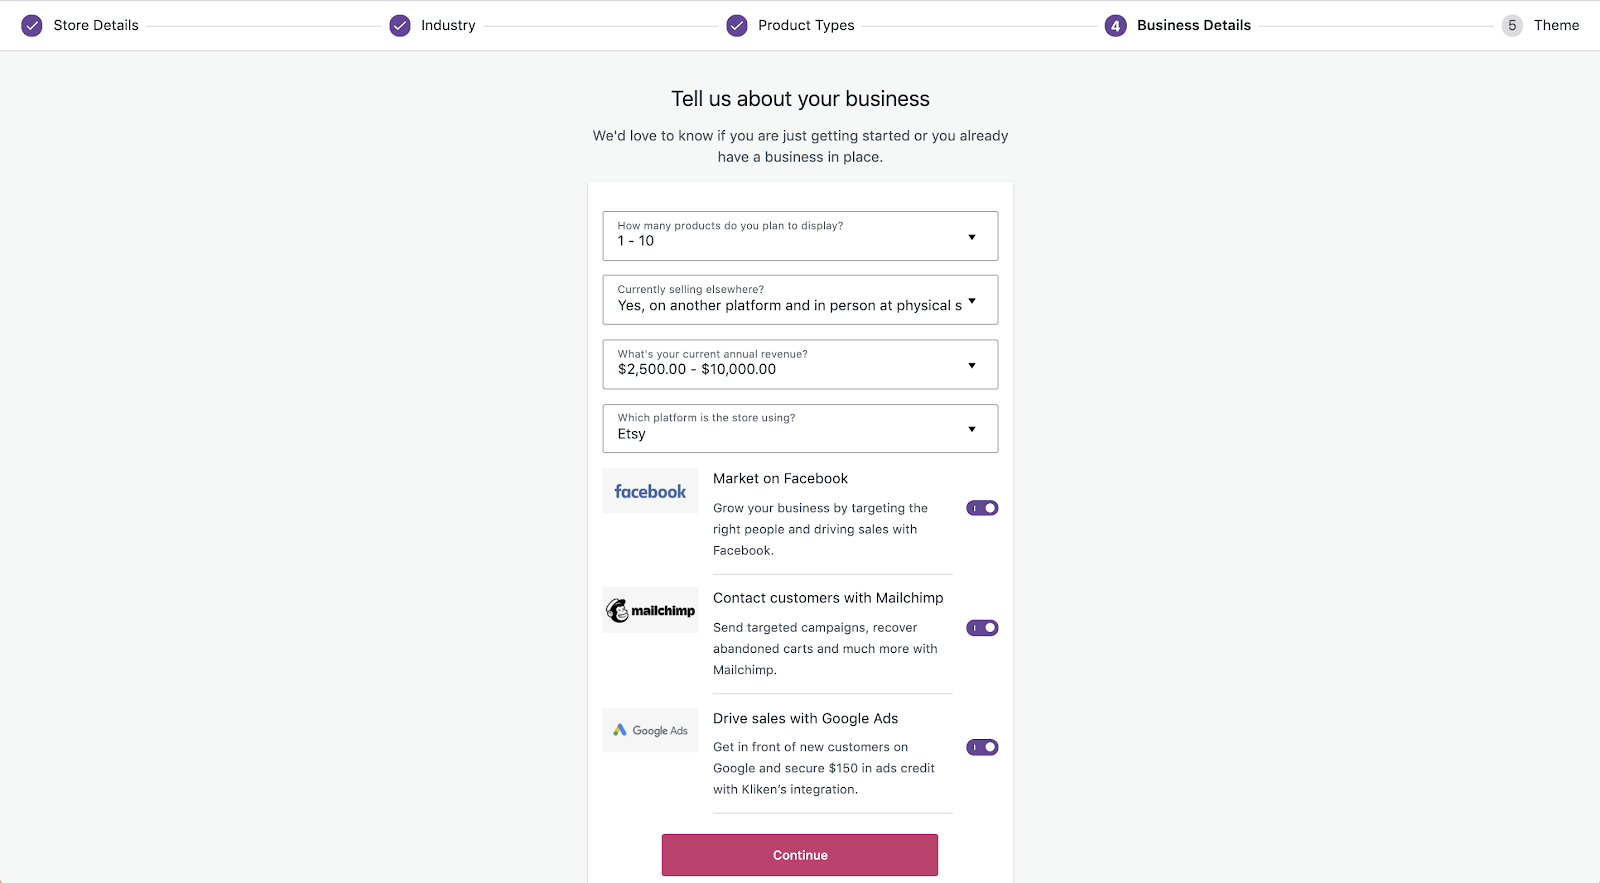 Store Details
Industry
Product Types
4 Business Details
5 Theme
Tell us about your business
We'd love to know if you are just getting started or you already
have a business in place.
How many products do you plan to display?
1 - 10
Currently selling elsewhere?
Yes, on another platform and in person at physical s
What's your current annual revenue?
$2,500.00 - $10,000.00
Which platform is the store using?
Etsy
facebook
Market on Facebook
Grow your business by targeting the
right people and driving sales with
Facebook.
mailchimp
Contact customers with Mailchimp
Send targeted campaigns, recover
abandoned carts and much more with
Mailchimp.
Google Ads
Drive sales with Google Ads
Get in front of new customers on
Google and secure $150 in ads credit
with Kliken’s integration.
Continue